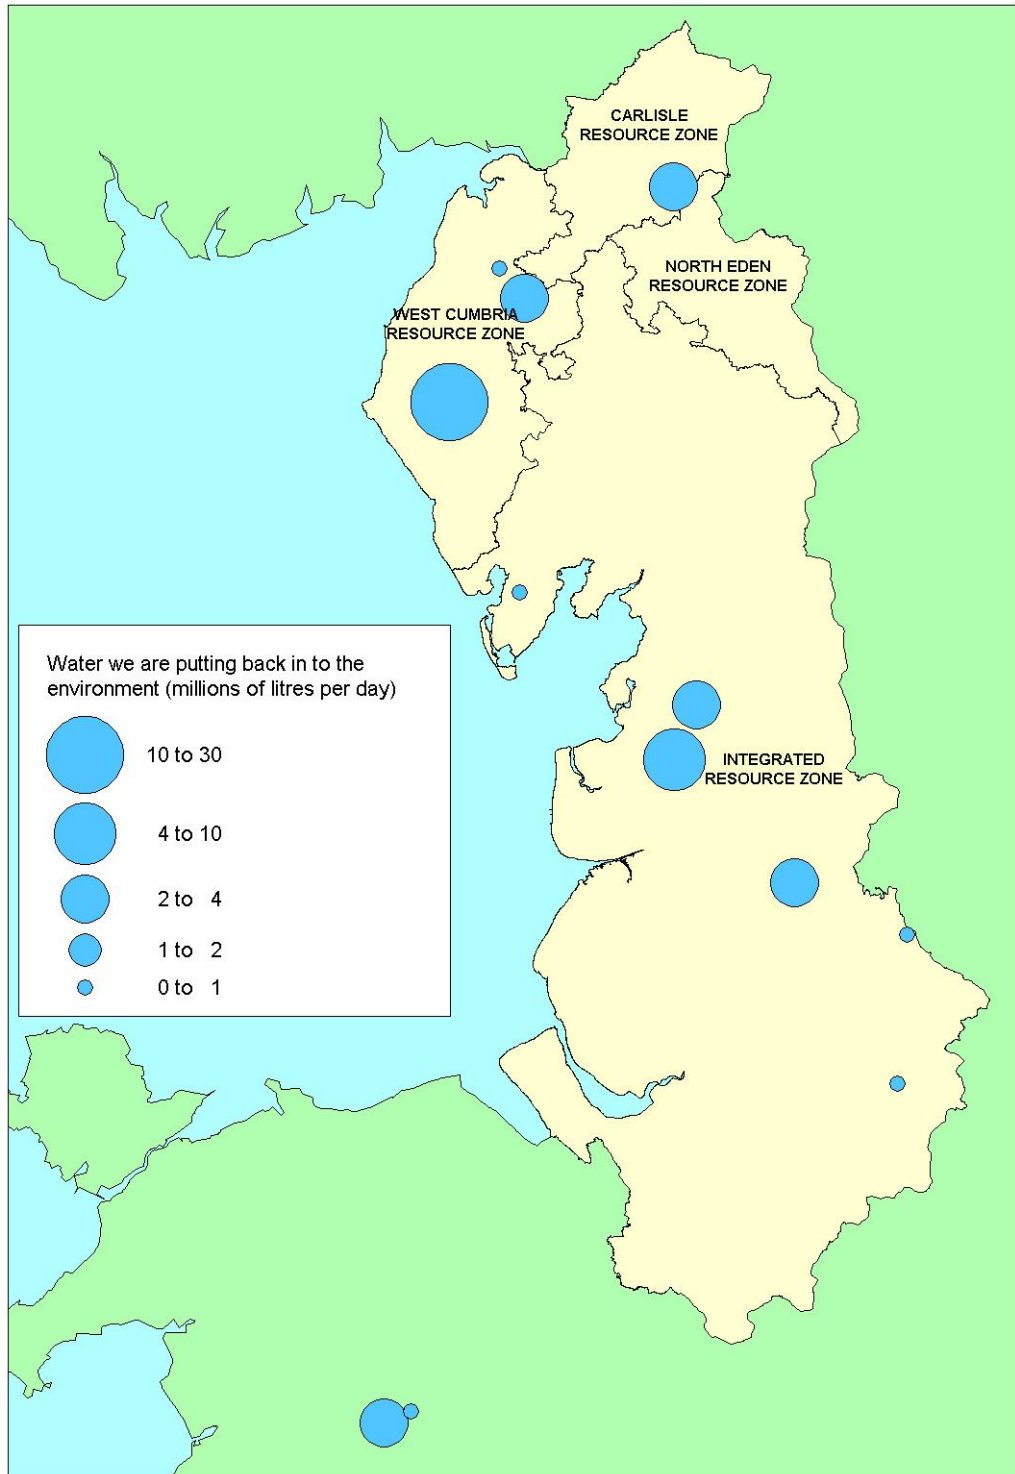 CARLISLE
RESOURCE ZONE
NORTH EDEN
RESOURCE ZONE
WEST CUMBRIA
RESOURCE ZONE
Water we are putting back in to the
environment (millions of litres per day)
10 to 30
4 to 10
2 to 4
1 to 2
0 to 1
INTEGRATED
RESOURCE ZONE